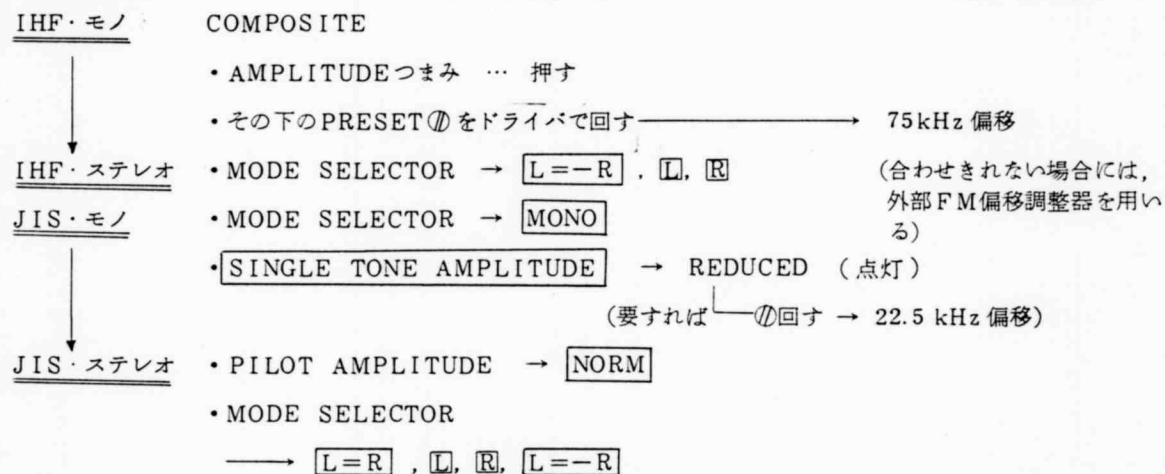 IHF・モノ COMPOSITE
・AMPLITUDEつまみ … 押す
・その下のPRESET をドライバで回す → 75kHz 偏移
IHF・ステレオ ・MODE SELECTOR → L=−R , L, R (合わせきれない場合には,
外部FM偏移調整器を用い
る)
JIS・モノ ・MODE SELECTOR → MONO
・SINGLE TONE AMPLITUDE → REDUCED (点灯)
(要すれば 回す → 22.5 kHz 偏移)
JIS・ステレオ ・PILOT AMPLITUDE → NORM
・MODE SELECTOR
→ L=R , L, R, L=−R